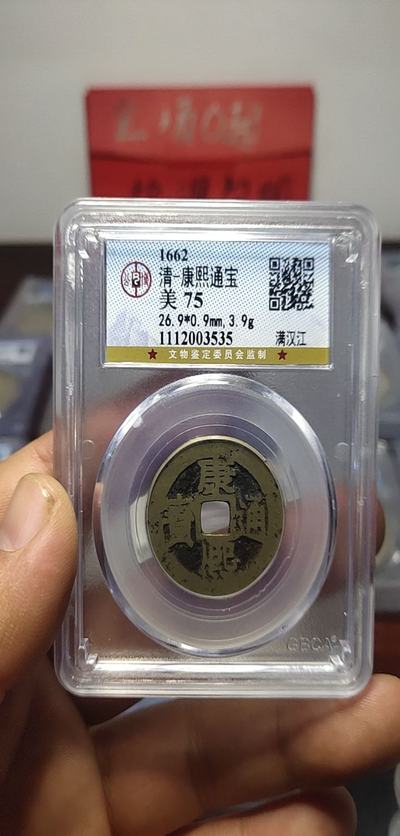 1662
清-康熙通宝
美 75
26.9*0.9mm,3.9g
1112003535
满汉江
★ 文物鉴定委员会监制 ★
康
寶 通
熙
GBCA